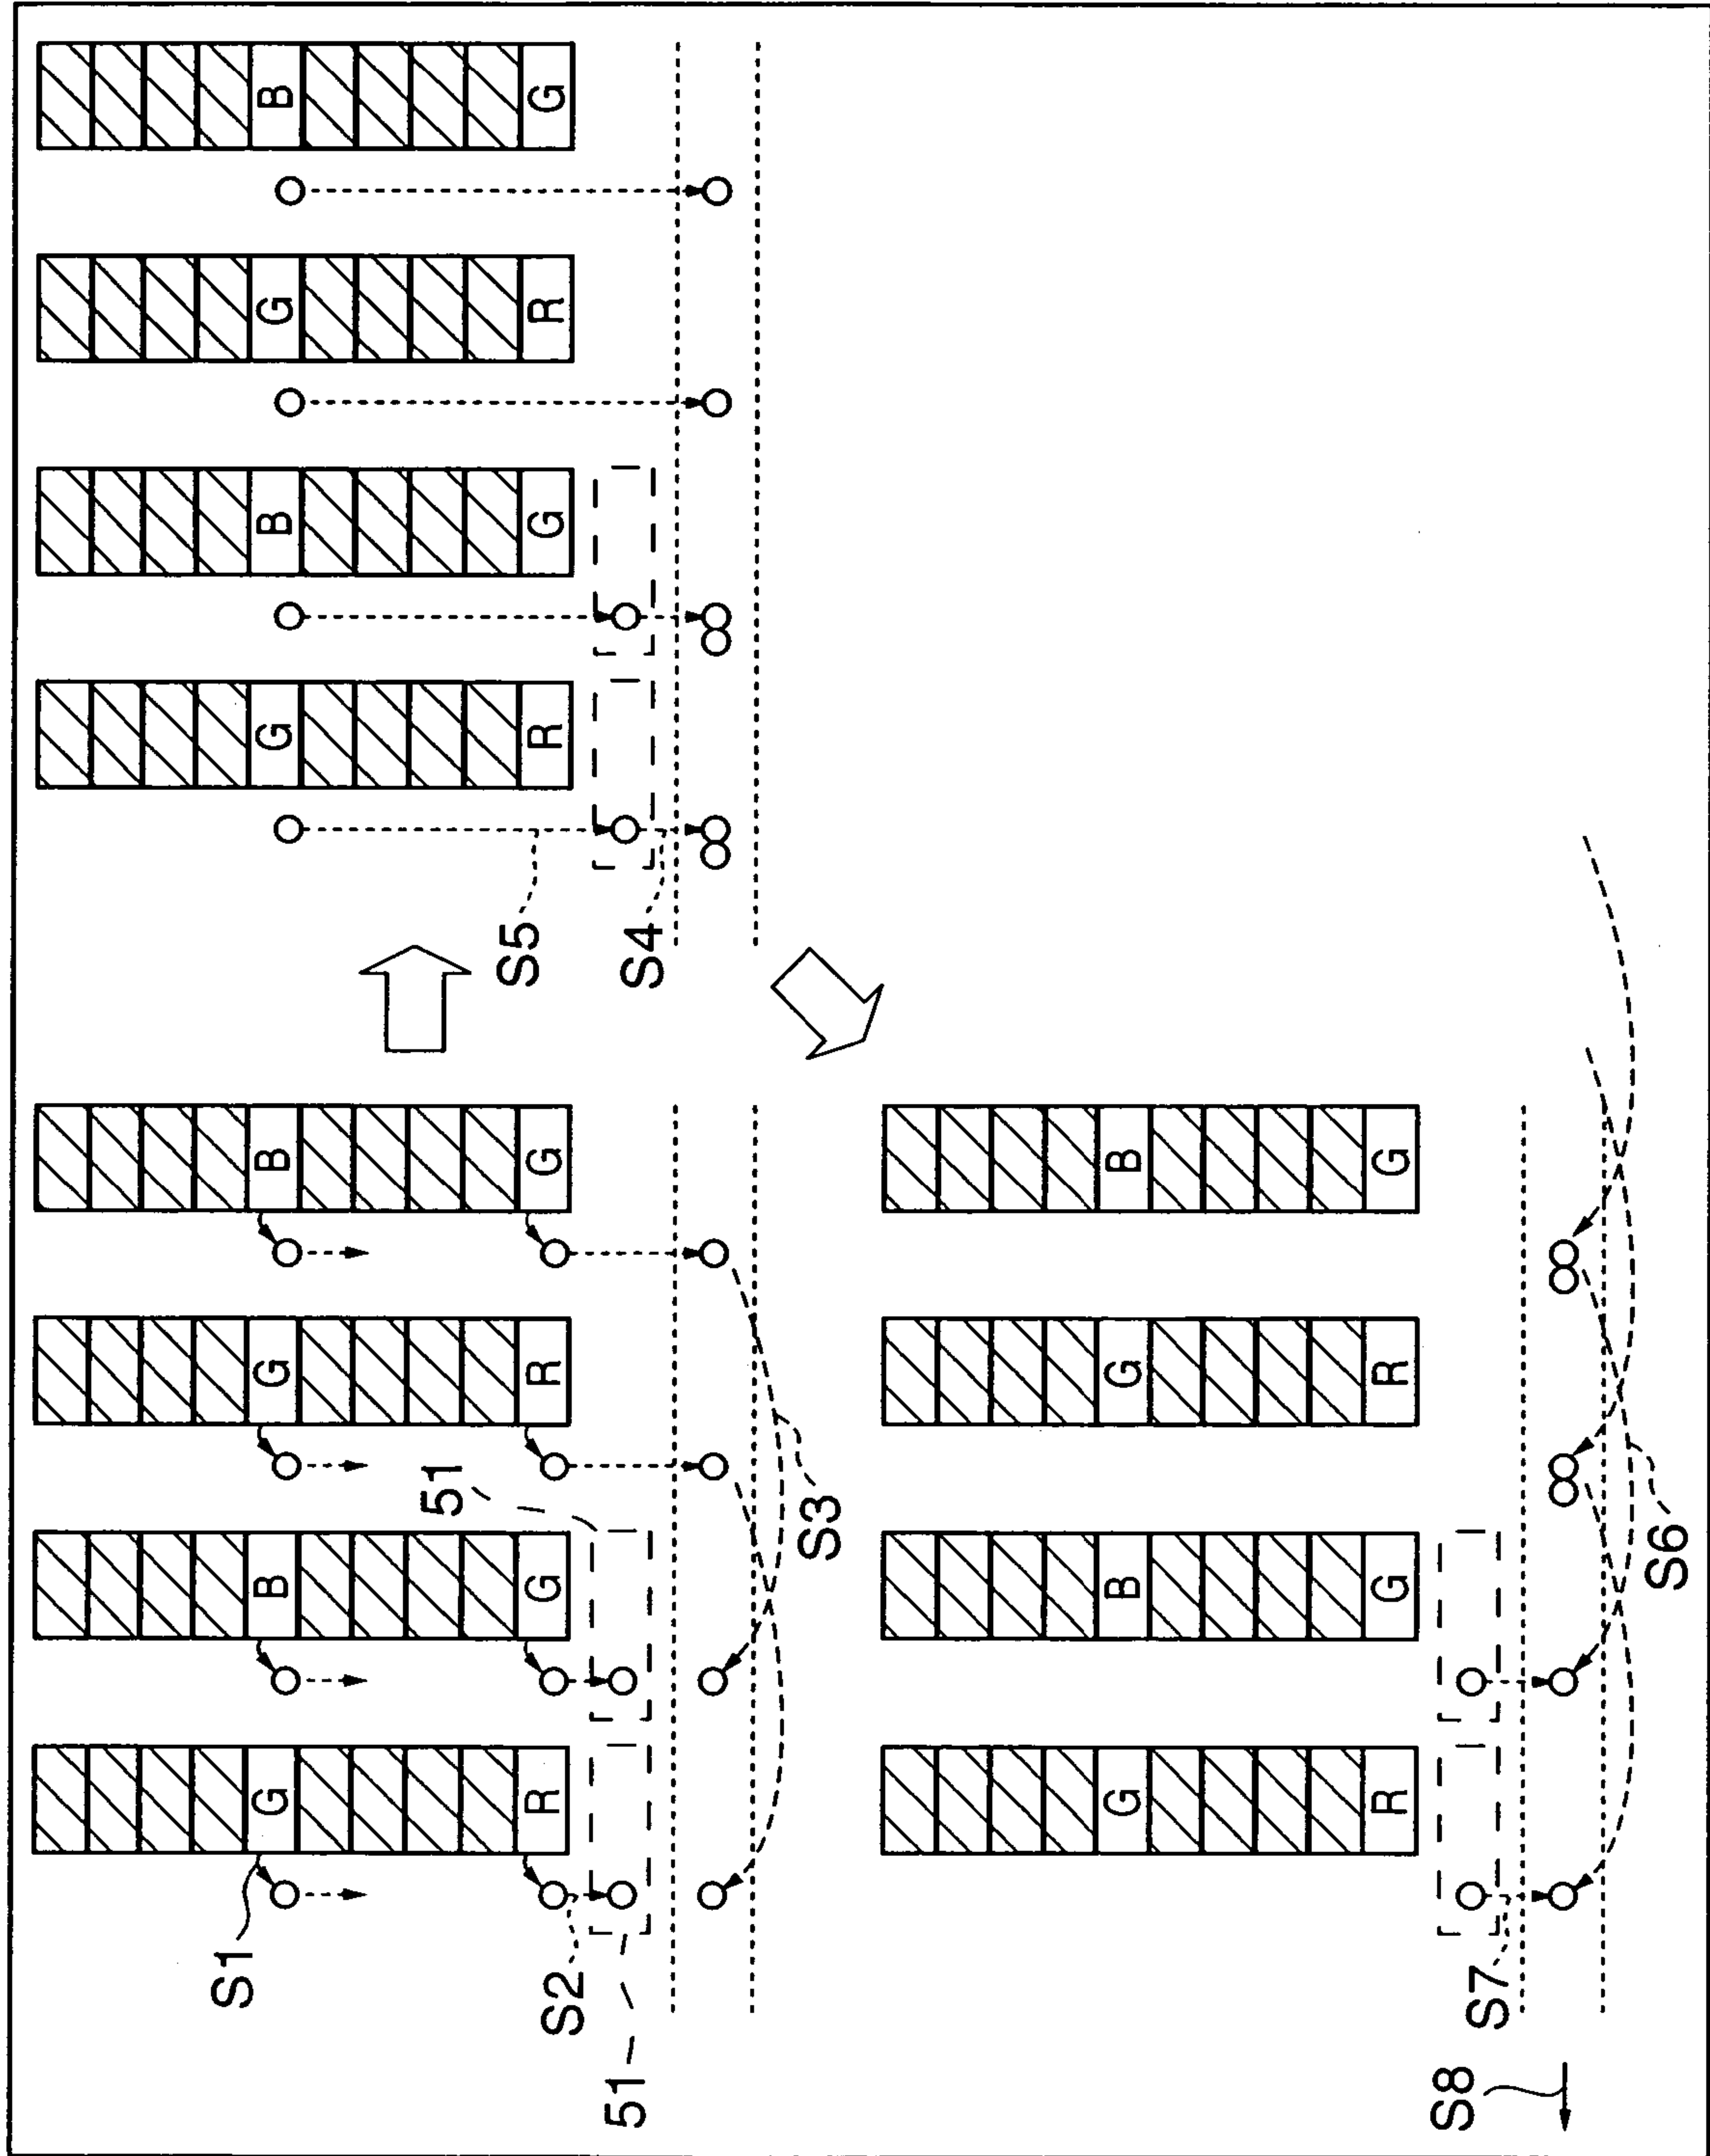 S1
G B G B G B G B
51
S2 R G R G S5 R G R G
51 S4
S3
G B G B
R G R G
S8 S7
S6